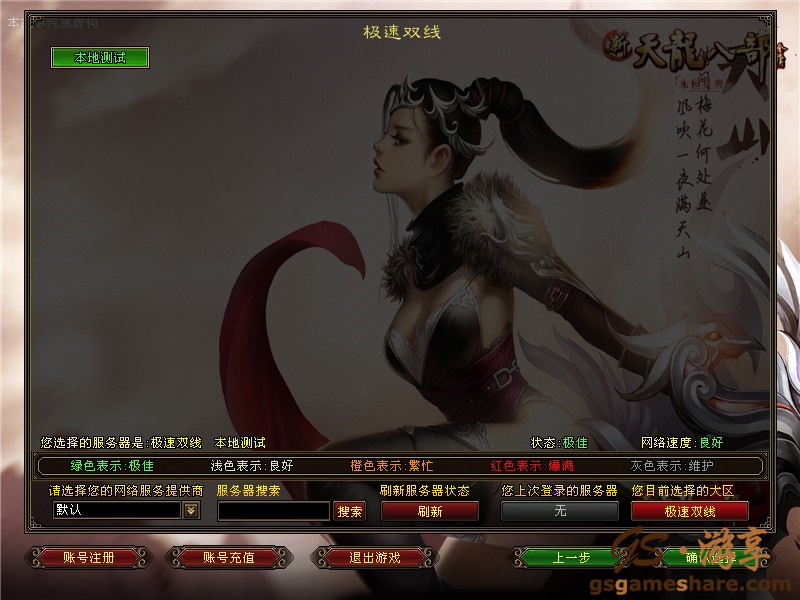 极速双线
本地测试
新天龍八部
梅花何处
风吹一夜满天山
您选择的服务器是:极速双线 本地测试 状态:极佳 网络速度:良好
绿色表示:极佳 浅色表示:良好 橙色表示:繁忙 红色表示:爆满 灰色表示:维护
请选择您的网络服务提供商 服务器搜索 刷新服务器状态 您上次登录的服务器 您目前选择的大区
默认 搜索 刷新 无 极速双线
账号注册 账号充值 退出游戏 上一步 确认选择
GS·游享
gsgameshare.com